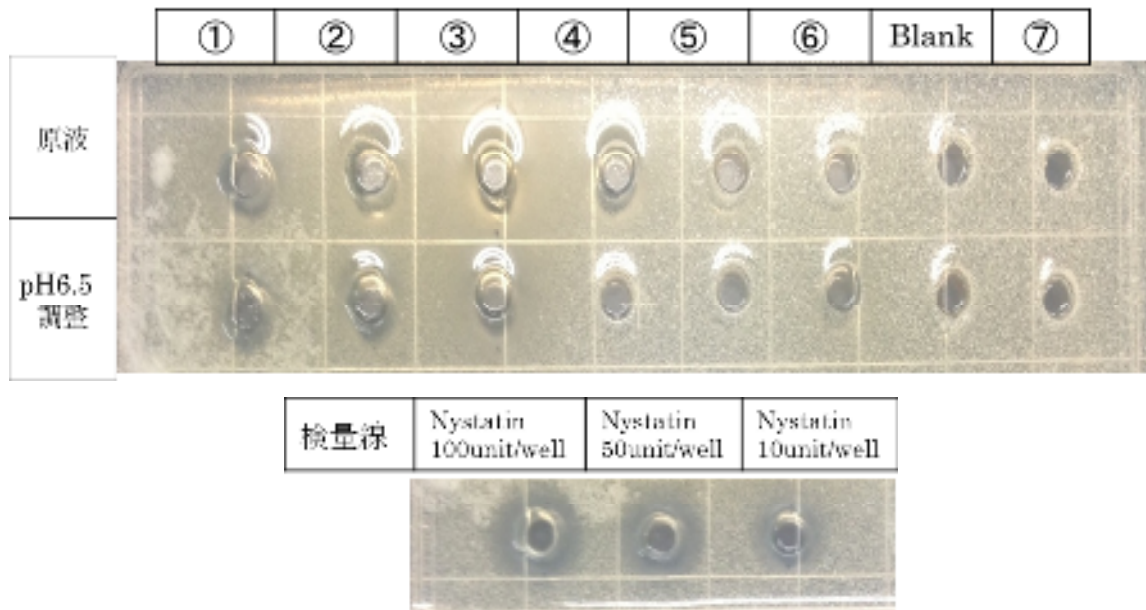 ① ② ③ ④ ⑤ ⑥ Blank ⑦
原液
pH6.5
調整
検量線
Nystatin
100unit/well
Nystatin
50unit/well
Nystatin
10unit/well